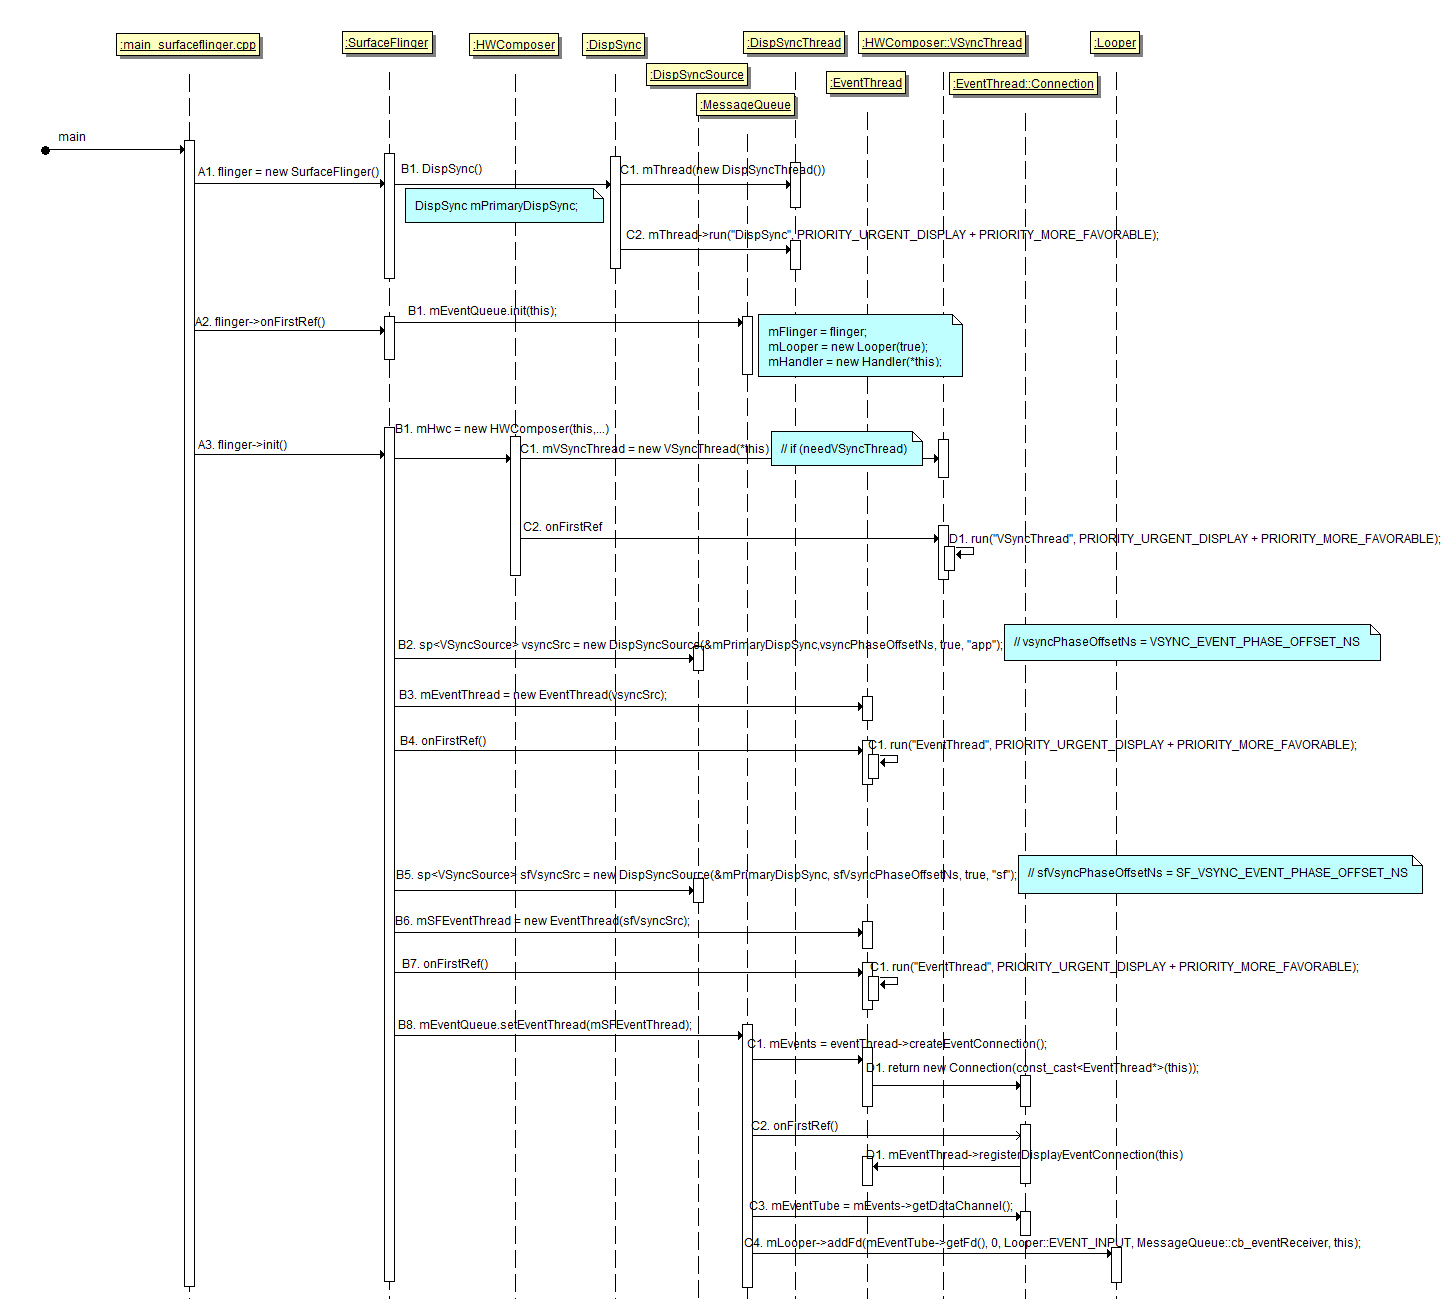 :main_surfaceflinger.cpp
:SurfaceFlinger
:HWComposer
:DispSync
:DispSyncSource
:MessageQueue
:DispSyncThread
:EventThread
:HWComposer::VSyncThread
:EventThread::Connection
:Looper
main
A1. flinger = new SurfaceFlinger()
B1. DispSync()
C1. mThread(new DispSyncThread())
DispSync mPrimaryDispSync;
C2. mThread->run("DispSync", PRIORITY_URGENT_DISPLAY + PRIORITY_MORE_FAVORABLE);
A2. flinger->onFirstRef()
B1. mEventQueue.init(this);
mFlinger = flinger;
mLooper = new Looper(true);
mHandler = new Handler(*this);
A3. flinger->init()
B1. mHwc = new HWComposer(this,...)
C1. mVSyncThread = new VSyncThread(*this)
// if (needVSyncThread)
C2. onFirstRef
D1. run("VSyncThread", PRIORITY_URGENT_DISPLAY + PRIORITY_MORE_FAVORABLE);
B2. sp<VSyncSource> vsyncSrc = new DispSyncSource(&mPrimaryDispSync,vsyncPhaseOffsetNs, true, "app");
// vsyncPhaseOffsetNs = VSYNC_EVENT_PHASE_OFFSET_NS
B3. mEventThread = new EventThread(vsyncSrc);
B4. onFirstRef()
C1. run("EventThread", PRIORITY_URGENT_DISPLAY + PRIORITY_MORE_FAVORABLE);
B5. sp<VSyncSource> sfVsyncSrc = new DispSyncSource(&mPrimaryDispSync, sfVsyncPhaseOffsetNs, true, "sf");
// sfVsyncPhaseOffsetNs = SF_VSYNC_EVENT_PHASE_OFFSET_NS
B6. mSFEventThread = new EventThread(sfVsyncSrc);
B7. onFirstRef()
C1. run("EventThread", PRIORITY_URGENT_DISPLAY + PRIORITY_MORE_FAVORABLE);
B8. mEventQueue.setEventThread(mSFEventThread);
C1. mEvents = eventThread->createEventConnection();
D1. return new Connection(const_cast<EventThread*>(this));
C2. onFirstRef()
D1. mEventThread->registerDisplayEventConnection(this)
C3. mEventTube = mEvents->getDataChannel();
C4. mLooper->addFd(mEventTube->getFd(), 0, Looper::EVENT_INPUT, MessageQueue::cb_eventReceiver, this);